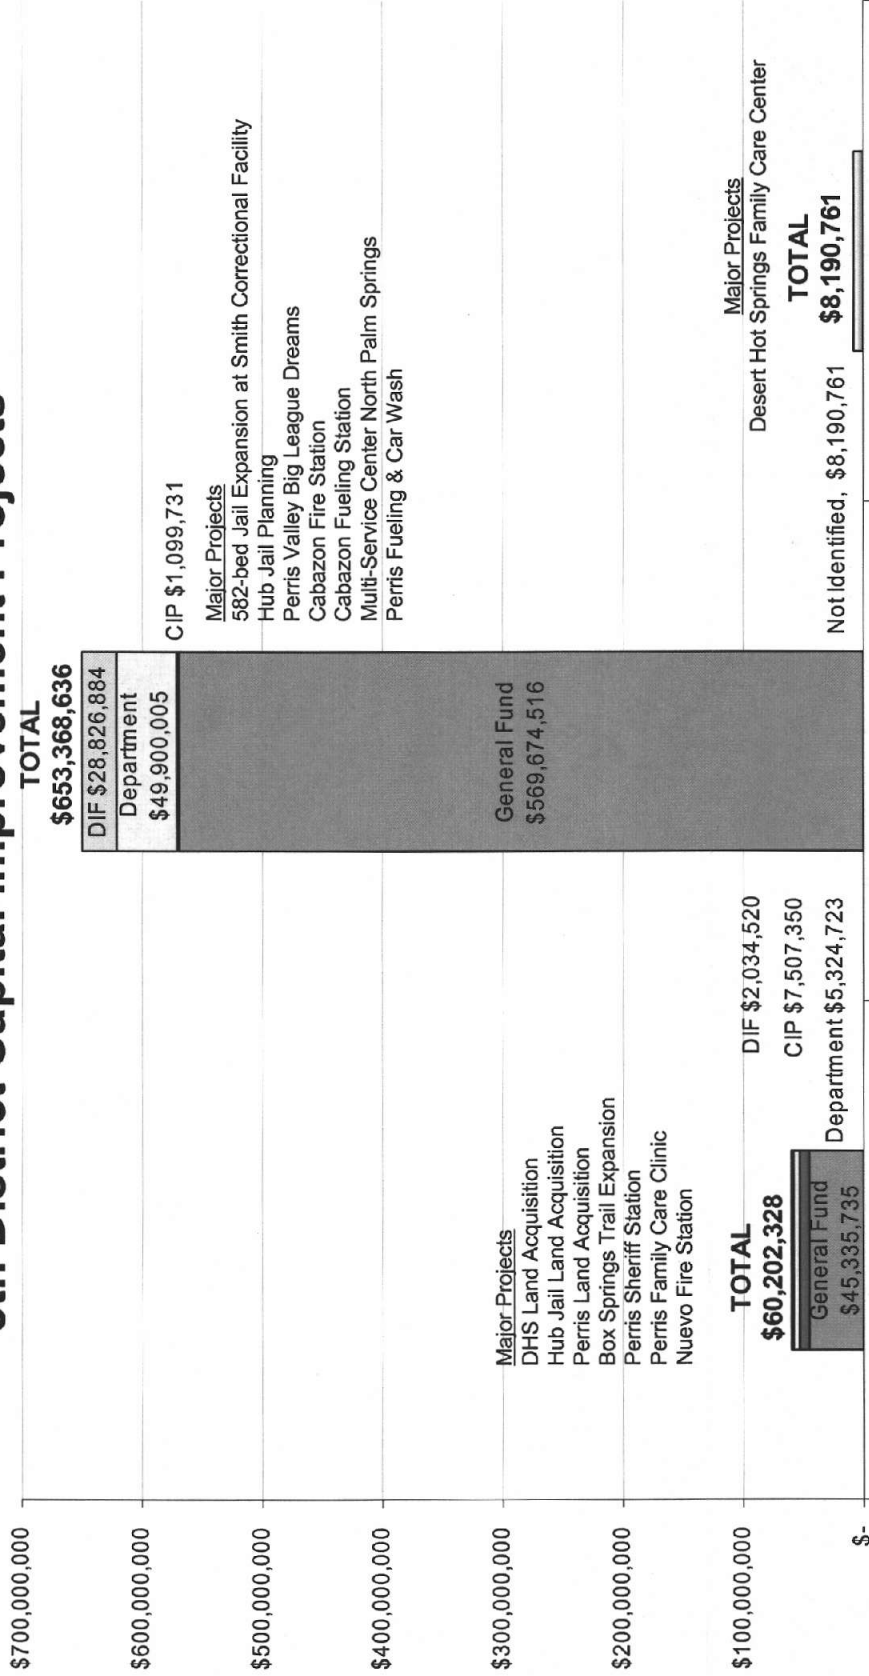 TOTAL
$653,368,636
DIF $28,826,884
Department
$49,900,005
CIP $1,099,731
Major Projects
582-bed Jail Expansion at Smith Correctional Facility
Hub Jail Planning
Perris Valley Big League Dreams
Cabazon Fire Station
Cabazon Fueling Station
Multi-Service Center North Palm Springs
Perris Fueling & Car Wash
General Fund
$569,674,516
Major Projects
DHS Land Acquisition
Hub Jail Land Acquisition
Perris Land Acquisition
Box Springs Trail Expansion
Perris Sheriff Station
Perris Family Care Clinic
Nuevo Fire Station
TOTAL
$60,202,328
DIF $2,034,520
CIP $7,507,350
Department $5,324,723
General Fund
$45,335,735
Major Projects
Desert Hot Springs Family Care Center
TOTAL
$8,190,761
Not Identified, $8,190,761
$700,000,000
$600,000,000
$500,000,000
$400,000,000
$300,000,000
$200,000,000
$100,000,000
$-